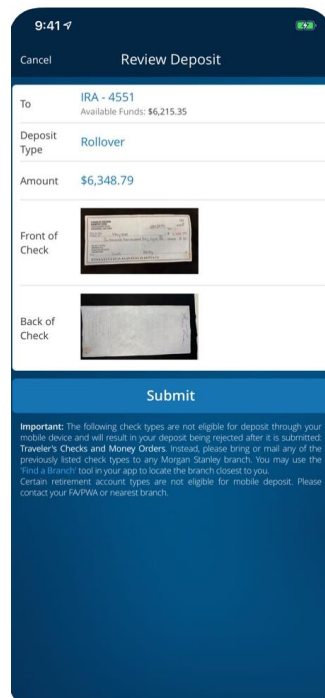 9:41
Cancel
Review Deposit
To
IRA - 4551
Available Funds: $6,215.35
Deposit
Type
Rollover
Amount
$6,348.79
Front of
Check
Back of
Check
Submit
Important: The following check types are not eligible for deposit through your
mobile device and will result in your deposit being rejected after it is submitted:
Traveler's Checks and Money Orders. Instead, please bring or mail any of the
previously listed check types to any Morgan Stanley branch. You may use the
'Find a Branch' tool in your app to locate the branch closest to you.
Certain retirement account types are not eligible for mobile deposit. Please
contact your FA/PWA or nearest branch.